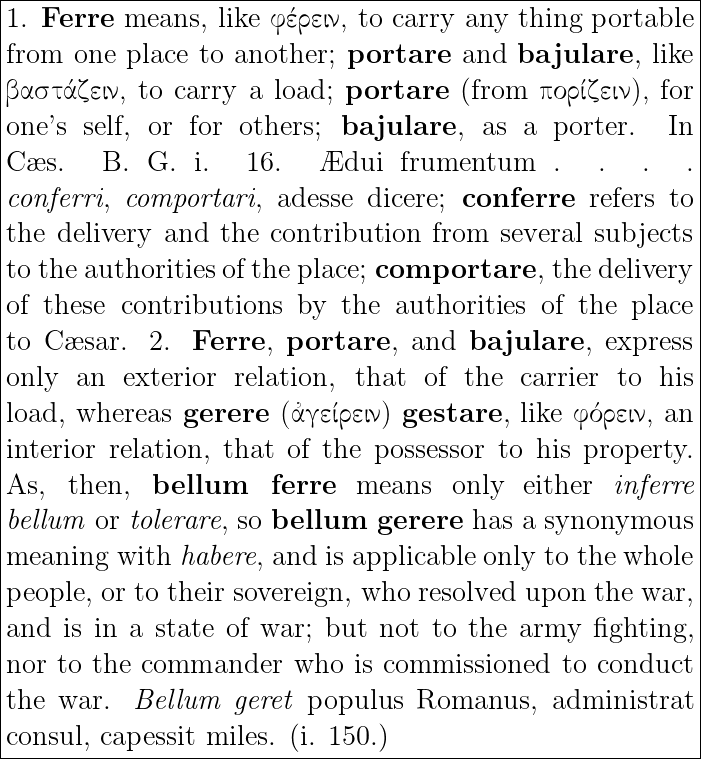 1. Ferre means, like φέρειν, to carry any thing portable
from one place to another; portare and bajulare, like
βαστάζειν, to carry a load; portare (from πορίζειν), for
one's self, or for others; bajulare, as a porter. In
Cæs. B. G. i. 16. Ædui frumentum . . . .
conferri, comportari, adesse dicere; conferre refers to
the delivery and the contribution from several subjects
to the authorities of the place; comportare, the delivery
of these contributions by the authorities of the place
to Cæsar. 2. Ferre, portare, and bajulare, express
only an exterior relation, that of the carrier to his
load, whereas gerere (ἀγείρειν) gestare, like φόρειν, an
interior relation, that of the possessor to his property.
As, then, bellum ferre means only either inferre
bellum or tolerare, so bellum gerere has a synonymous
meaning with habere, and is applicable only to the whole
people, or to their sovereign, who resolved upon the war,
and is in a state of war; but not to the army fighting,
nor to the commander who is commissioned to conduct
the war. Bellum geret populus Romanus, administrat
consul, capessit miles. (i. 150.)